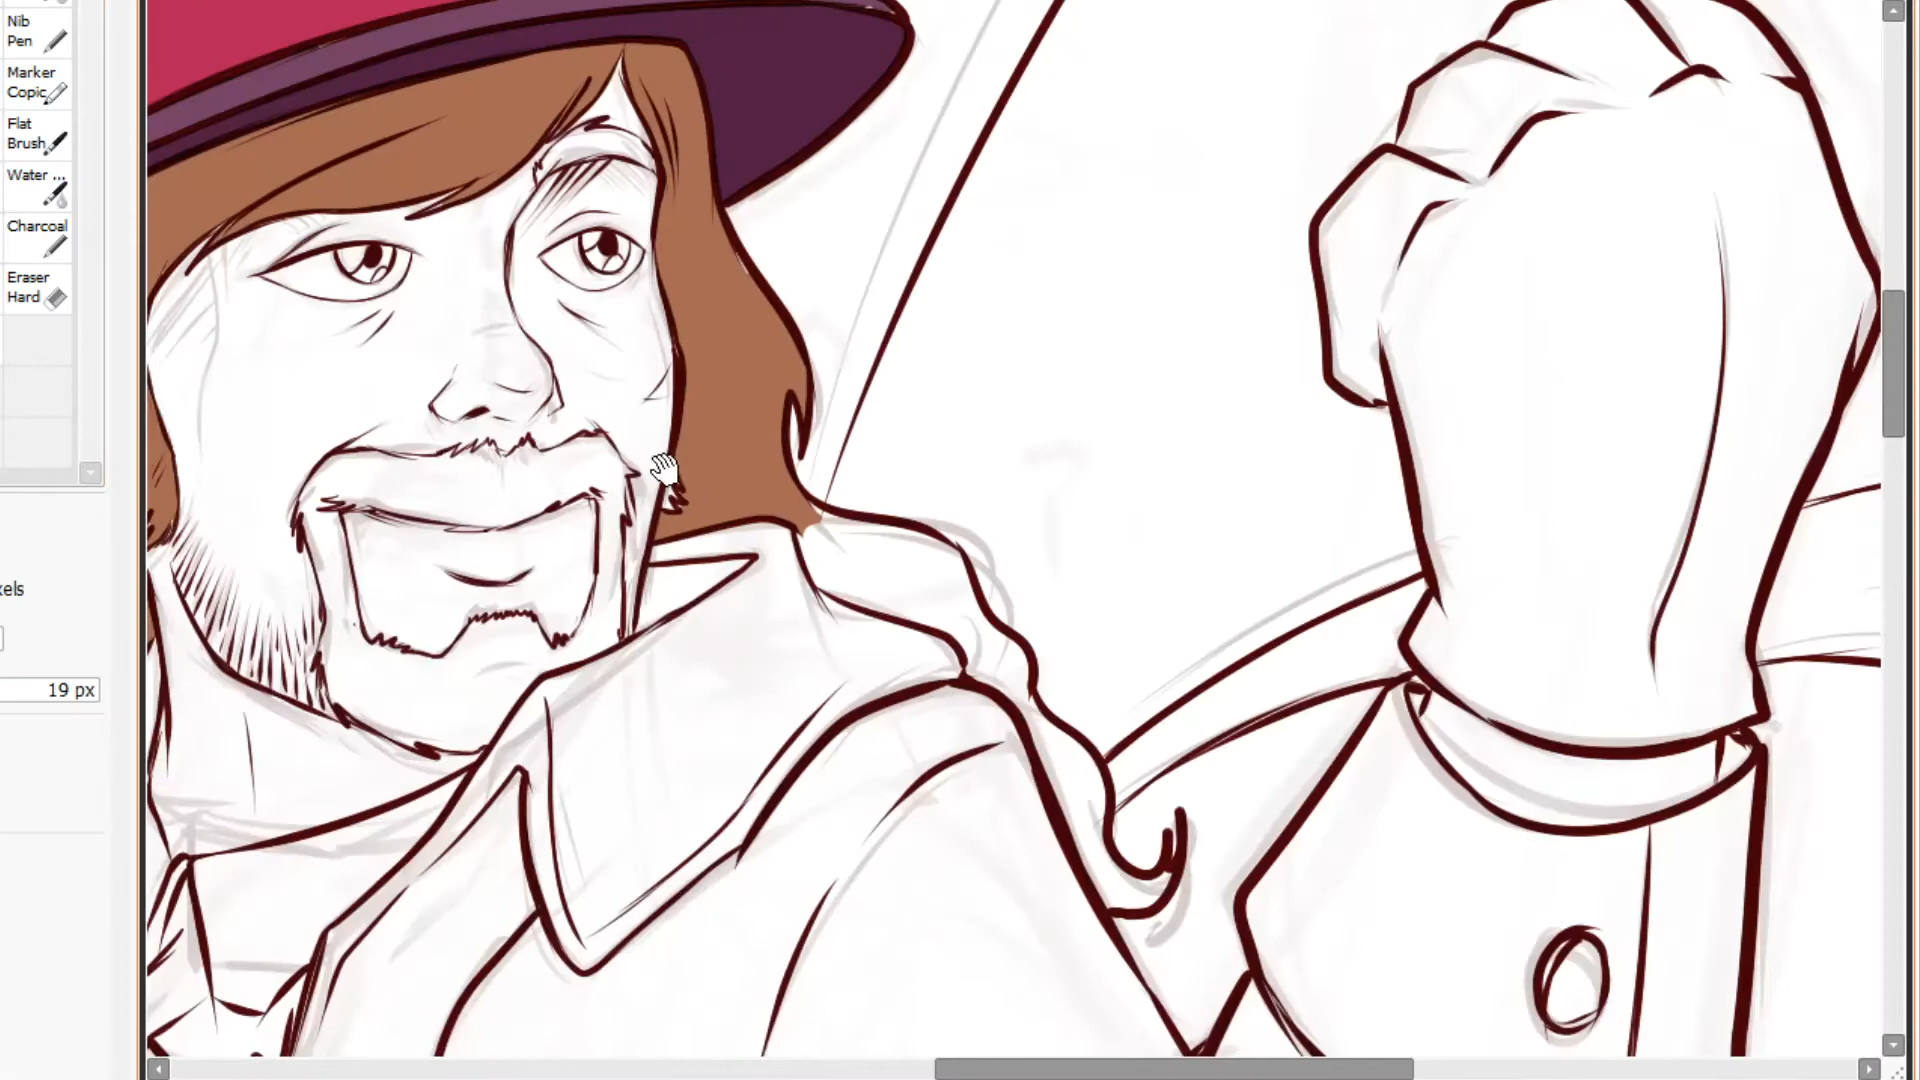 Nib
Pen
Marker
Copic
Flat
Brush
Water ...
Charcoal
Eraser
Hard
xels
19 px